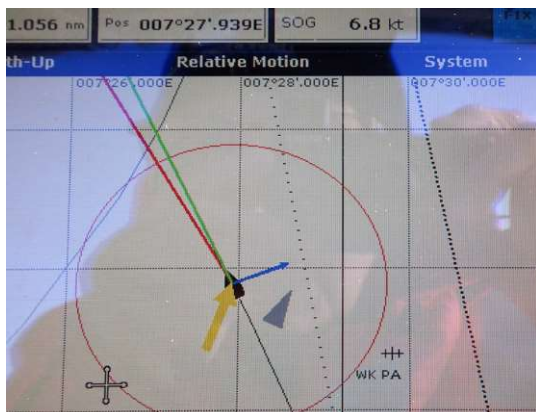 1.056 nm Pos 007°27'.939E SOG 6.8 kt FIX
th-Up Relative Motion System
007°26'.000E 007°28'.000E 007°30'.000E
WK PA